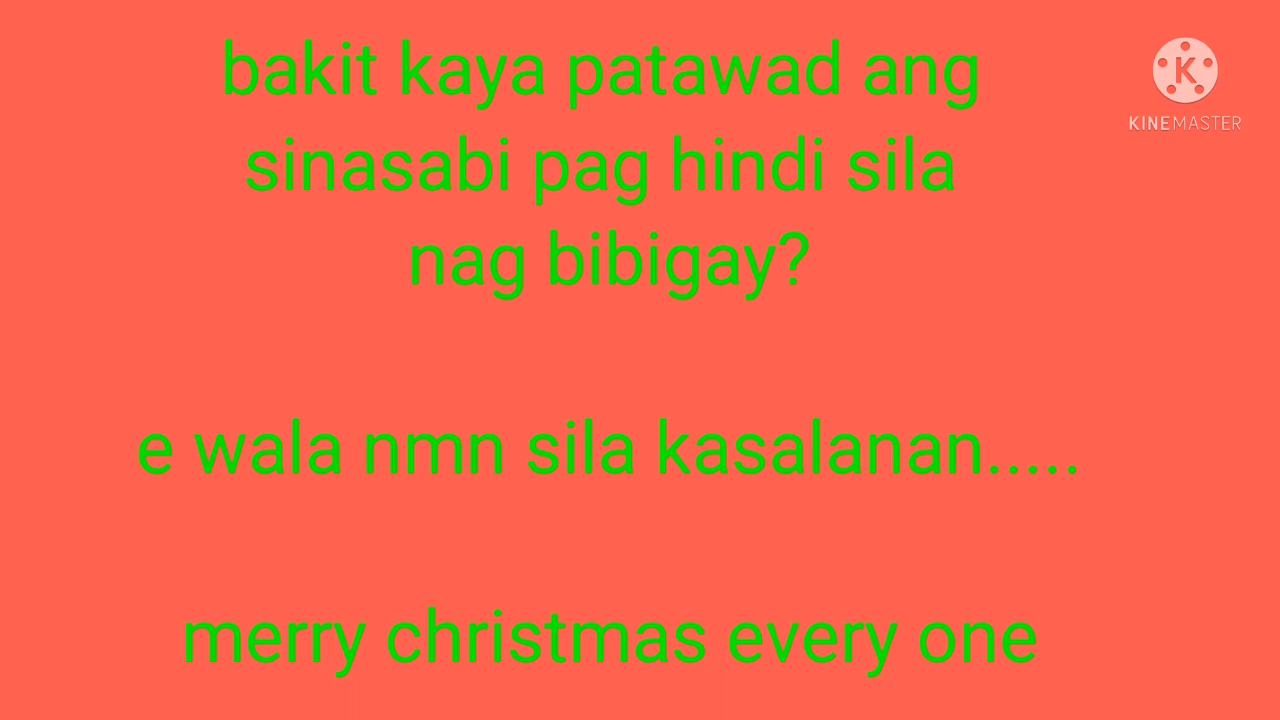 bakit kaya patawad ang
sinasabi pag hindi sila
nag bibigay?
e wala nmn sila kasalanan.....
merry christmas every one
K
KINEMASTER